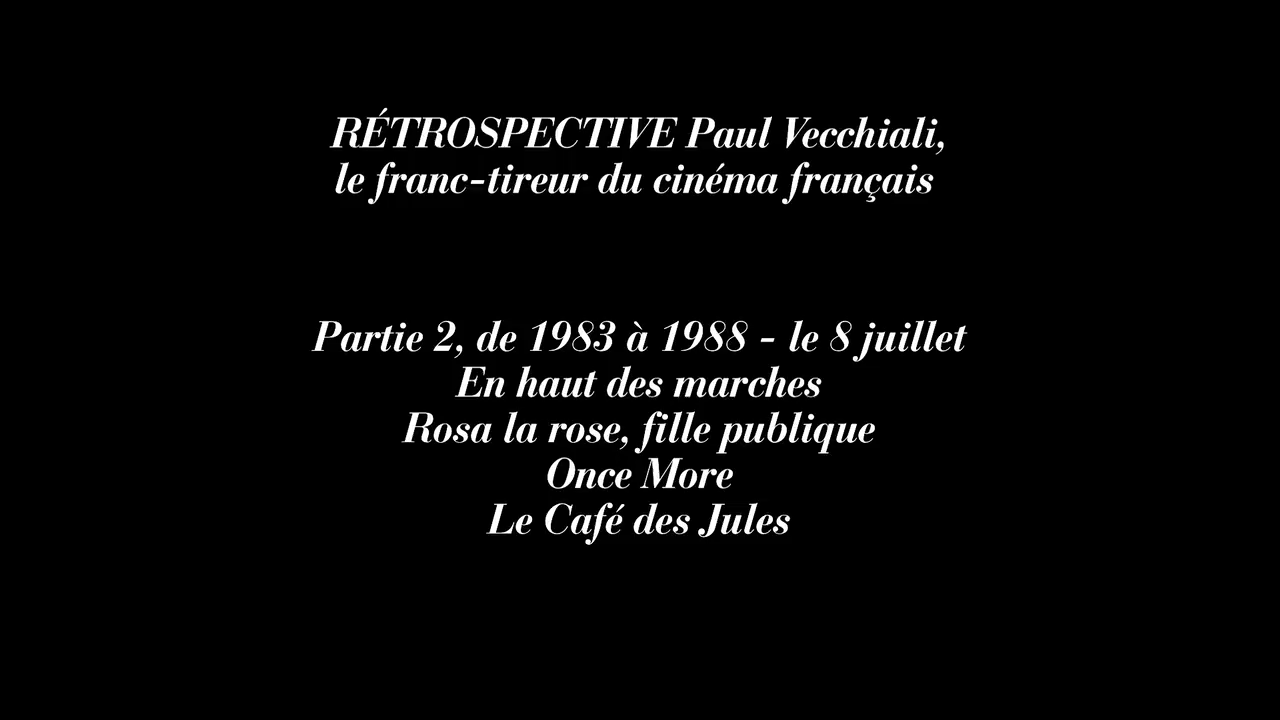 RÉTROSPECTIVE Paul Vecchiali,
le franc-tireur du cinéma français
Partie 2, de 1983 à 1988 - le 8 juillet
En haut des marches
Rosa la rose, fille publique
Once More
Le Café des Jules